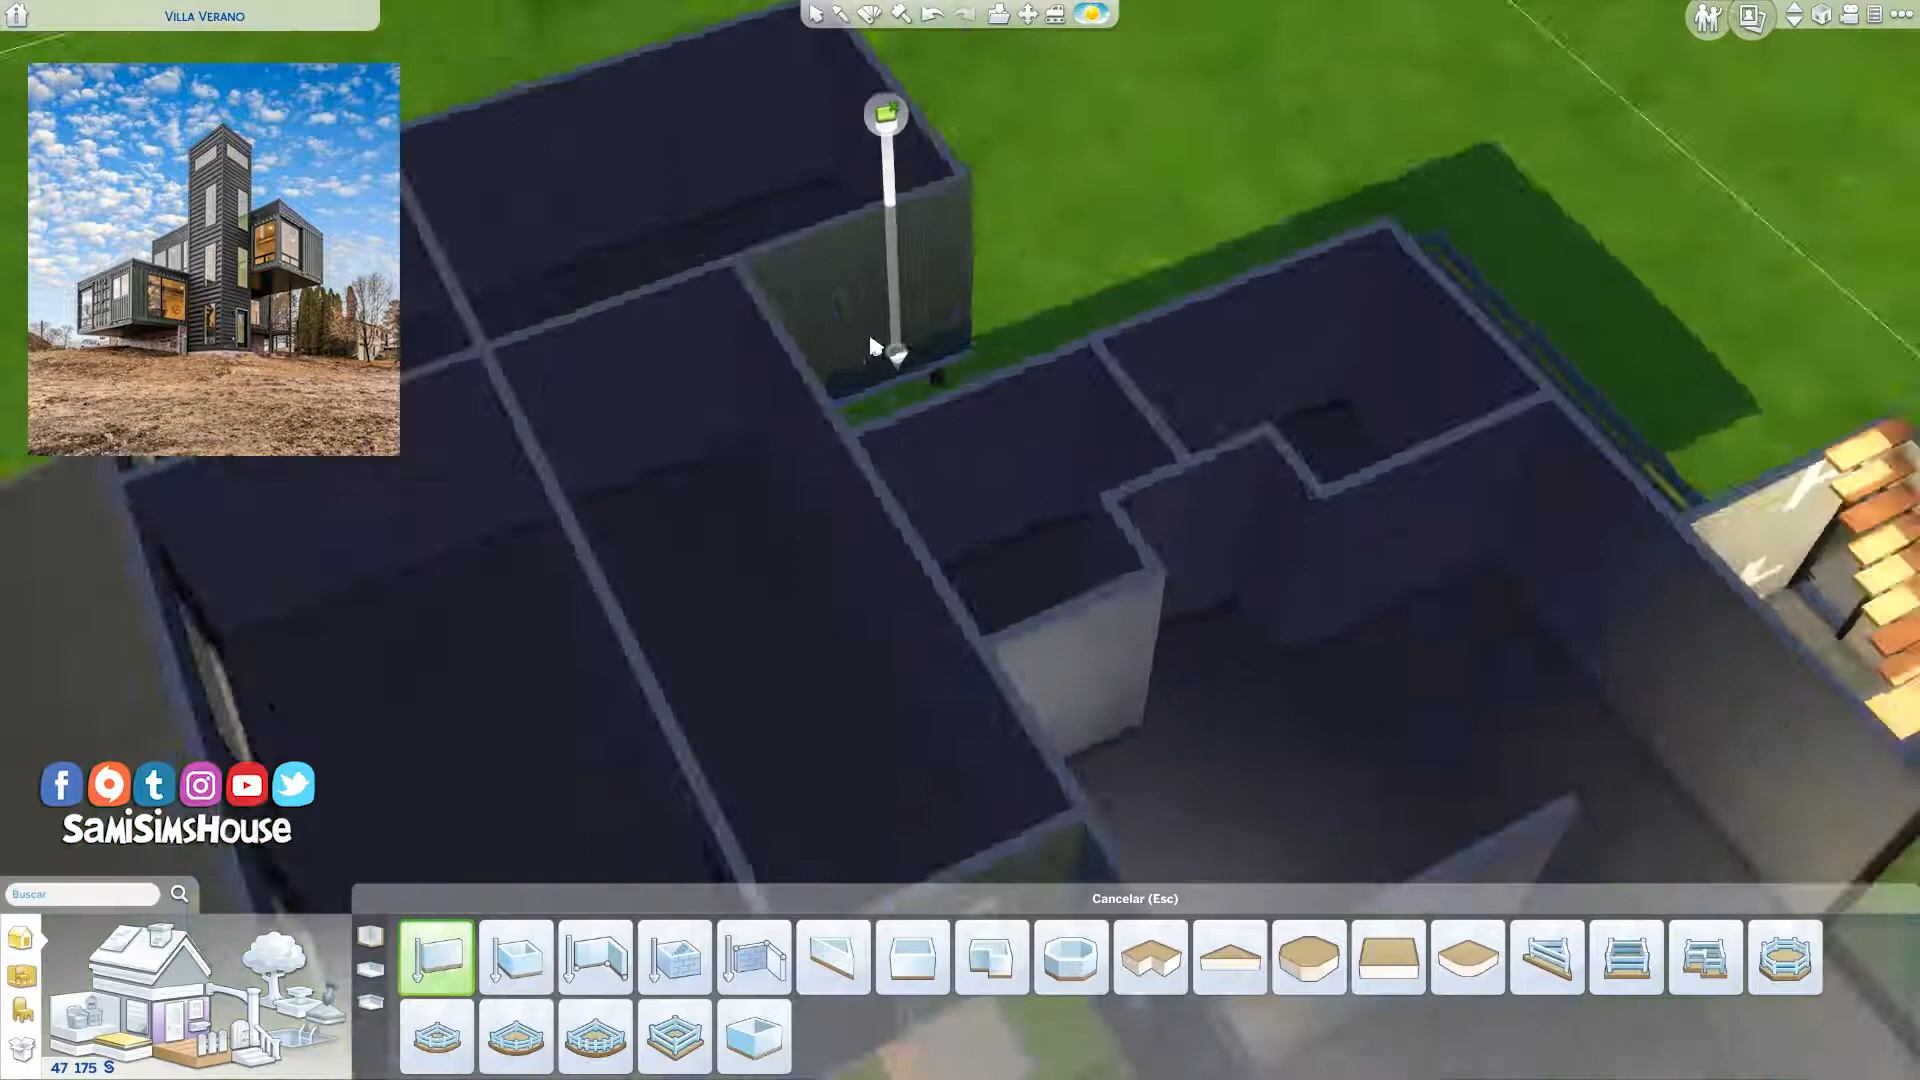 Villa Verano
SamiSimsHouse
Buscar
Cancelar (Esc)
47 175 §